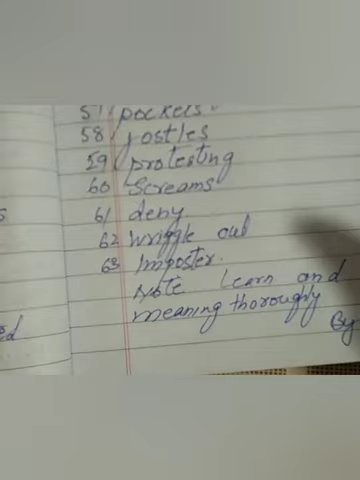 57 pockets
58 jostles
59 protesting
60 Screams
61 deny
62 wriggle out
63 Imposter.
Note learn and
meaning thoroughly
By